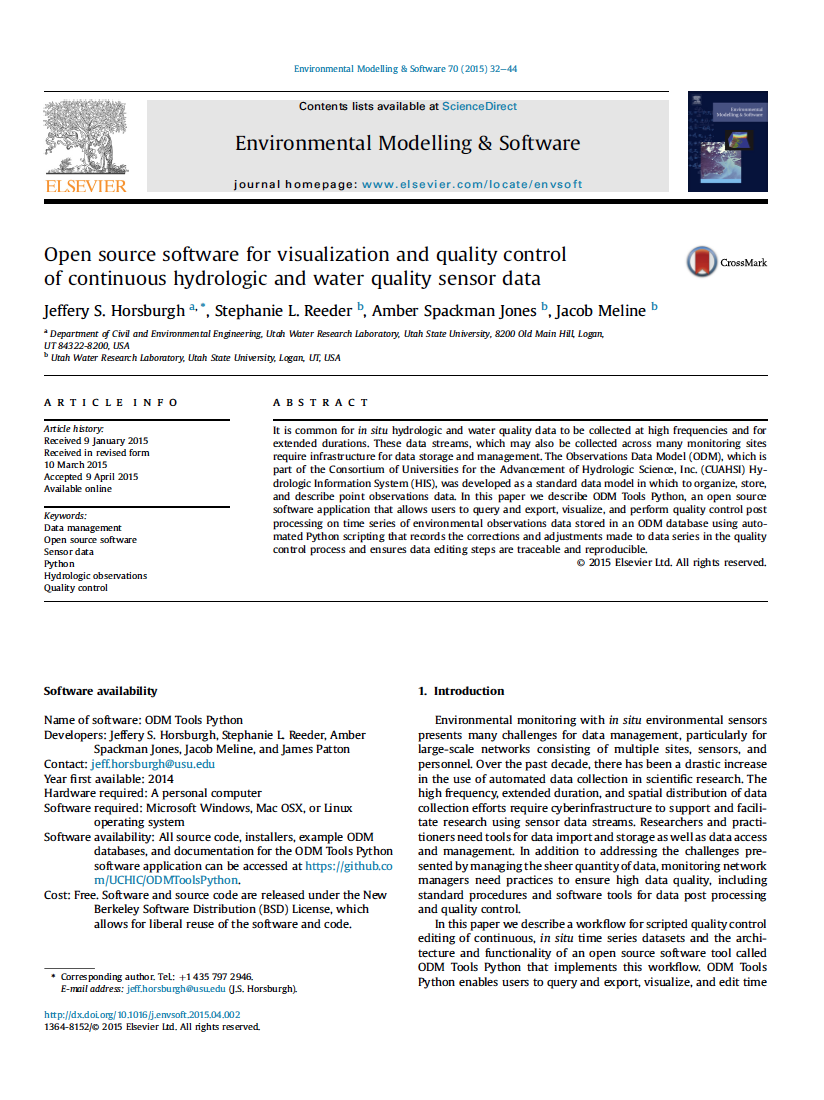 Environmental Modelling & Software 70 (2015) 32–44
Contents lists available at ScienceDirect
Environmental Modelling & Software
journal homepage: www.elsevier.com/locate/envsoft
ELSEVIER
Environmental
Modelling & Software
Open source software for visualization and quality control
of continuous hydrologic and water quality sensor data
CrossMark
Jeffery S. Horsburgh a, *, Stephanie L. Reeder b, Amber Spackman Jones b, Jacob Meline b
a Department of Civil and Environmental Engineering, Utah Water Research Laboratory, Utah State University, 8200 Old Main Hill, Logan,
UT 84322-8200, USA
b Utah Water Research Laboratory, Utah State University, Logan, UT, USA
ARTICLE INFO
Article history:
Received 9 January 2015
Received in revised form
10 March 2015
Accepted 9 April 2015
Available online
Keywords:
Data management
Open source software
Sensor data
Python
Hydrologic observations
Quality control
ABSTRACT
It is common for in situ hydrologic and water quality data to be collected at high frequencies and for
extended durations. These data streams, which may also be collected across many monitoring sites
require infrastructure for data storage and management. The Observations Data Model (ODM), which is
part of the Consortium of Universities for the Advancement of Hydrologic Science, Inc. (CUAHSI) Hy-
drologic Information System (HIS), was developed as a standard data model in which to organize, store,
and describe point observations data. In this paper we describe ODM Tools Python, an open source
software application that allows users to query and export, visualize, and perform quality control post
processing on time series of environmental observations data stored in an ODM database using auto-
mated Python scripting that records the corrections and adjustments made to data series in the quality
control process and ensures data editing steps are traceable and reproducible.
© 2015 Elsevier Ltd. All rights reserved.
Software availability
Name of software: ODM Tools Python
Developers: Jeffery S. Horsburgh, Stephanie L. Reeder, Amber
Spackman Jones, Jacob Meline, and James Patton
Contact: jeff.horsburgh@usu.edu
Year first available: 2014
Hardware required: A personal computer
Software required: Microsoft Windows, Mac OSX, or Linux
operating system
Software availability: All source code, installers, example ODM
databases, and documentation for the ODM Tools Python
software application can be accessed at https://github.co
m/UCHIC/ODMToolsPython.
Cost: Free. Software and source code are released under the New
Berkeley Software Distribution (BSD) License, which
allows for liberal reuse of the software and code.
* Corresponding author. Tel.: +1 435 797 2946.
E-mail address: jeff.horsburgh@usu.edu (J.S. Horsburgh).
1. Introduction
Environmental monitoring with in situ environmental sensors
presents many challenges for data management, particularly for
large-scale networks consisting of multiple sites, sensors, and
personnel. Over the past decade, there has been a drastic increase
in the use of automated data collection in scientific research. The
high frequency, extended duration, and spatial distribution of data
collection efforts require cyberinfrastructure to support and facili-
tate research using sensor data streams. Researchers and practi-
tioners need tools for data import and storage as well as data access
and management. In addition to addressing the challenges pre-
sented by managing the sheer quantity of data, monitoring network
managers need practices to ensure high data quality, including
standard procedures and software tools for data post processing
and quality control.
In this paper we describe a workflow for scripted quality control
editing of continuous, in situ time series datasets and the archi-
tecture and functionality of an open source software tool called
ODM Tools Python that implements this workflow. ODM Tools
Python enables users to query and export, visualize, and edit time
http://dx.doi.org/10.1016/j.envsoft.2015.04.002
1364-8152/© 2015 Elsevier Ltd. All rights reserved.